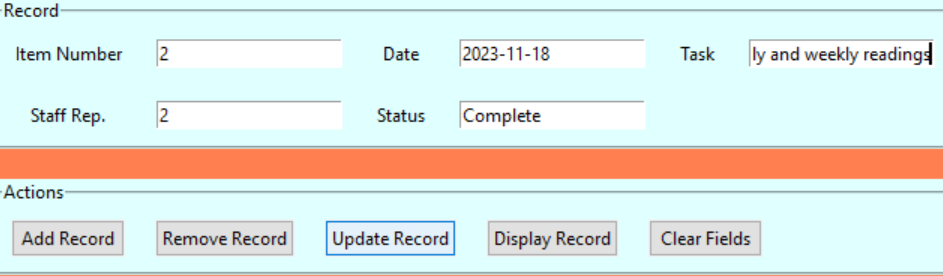 Record
Item Number 2 Date 2023-11-18 Task ly and weekly readings
Staff Rep. 2 Status Complete
Actions
Add Record Remove Record Update Record Display Record Clear Fields